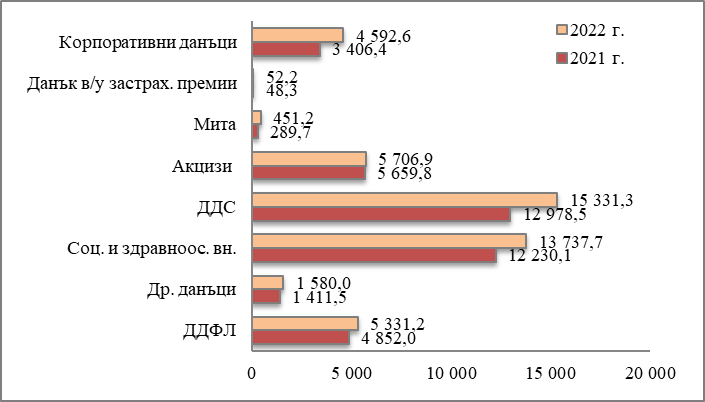 2022 г.
2021 г.
Корпоративни данъци 4 592,6
3 406,4
Данък в/у застрах. премии 52,2
48,3
Мита 451,2
289,7
Акцизи 5 706,9
5 659,8
ДДС 15 331,3
12 978,5
Соц. и здравноос. вн. 13 737,7
12 230,1
Др. данъци 1 580,0
1 411,5
ДДФЛ 5 331,2
4 852,0
0 5 000 10 000 15 000 20 000